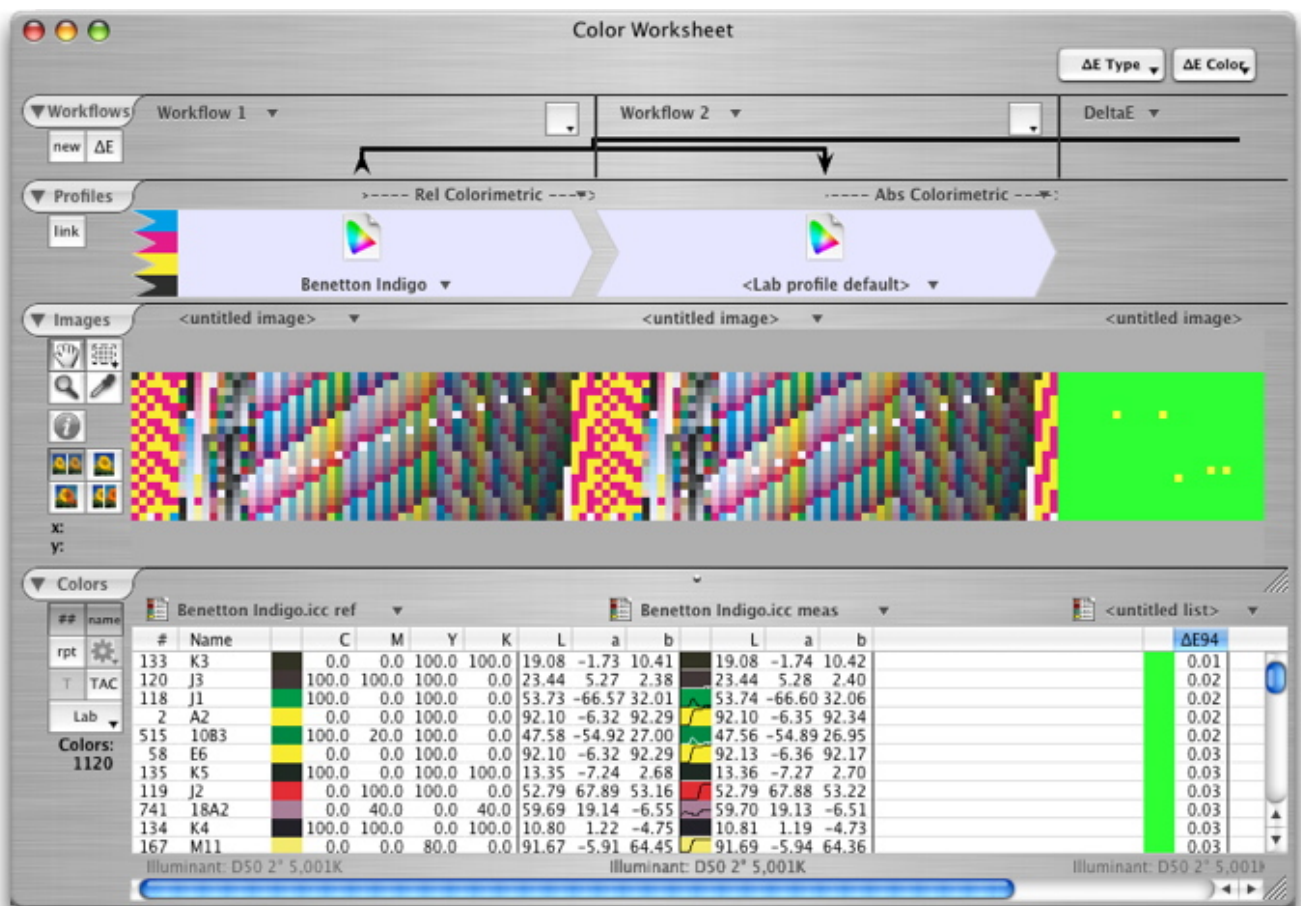 Color Worksheet
ΔE Type ΔE Color
Workflows Workflow 1 Workflow 2 DeltaE
new ΔE
Profiles >---- Rel Colorimetric ---> :---- Abs Colorimetric ---:
link
Benetton Indigo <Lab profile default>
Images <untitled image> <untitled image> <untitled image>
x:
y:
Colors
Benetton Indigo.icc ref Benetton Indigo.icc meas <untitled list>
## name
rpt
T TAC
Lab
Colors:
1120
# Name C M Y K L a b L a b ΔE94
133 K3 0.0 0.0 100.0 100.0 19.08 -1.73 10.41 19.08 -1.74 10.42 0.01
120 J3 100.0 100.0 100.0 0.0 23.44 5.27 2.38 23.44 5.28 2.40 0.02
118 J1 100.0 0.0 100.0 0.0 53.73 -66.57 32.01 53.74 -66.60 32.06 0.02
2 A2 0.0 0.0 100.0 0.0 92.10 -6.32 92.29 92.10 -6.35 92.34 0.02
515 10B3 100.0 20.0 100.0 0.0 47.58 -54.92 27.00 47.56 -54.89 26.95 0.02
58 E6 0.0 0.0 100.0 0.0 92.10 -6.32 92.29 92.13 -6.36 92.17 0.03
135 K5 100.0 0.0 100.0 100.0 13.35 -7.24 2.68 13.36 -7.27 2.70 0.03
119 J2 0.0 100.0 100.0 0.0 52.79 67.89 53.16 52.79 67.88 53.22 0.03
741 18A2 0.0 40.0 0.0 40.0 59.69 19.14 -6.55 59.70 19.13 -6.51 0.03
134 K4 100.0 100.0 0.0 100.0 10.80 1.22 -4.75 10.81 1.19 -4.73 0.03
167 M11 0.0 0.0 80.0 0.0 91.67 -5.91 64.45 91.69 -5.94 64.36 0.03
Illuminant: D50 2° 5,001K Illuminant: D50 2° 5,001K Illuminant: D50 2° 5,001K